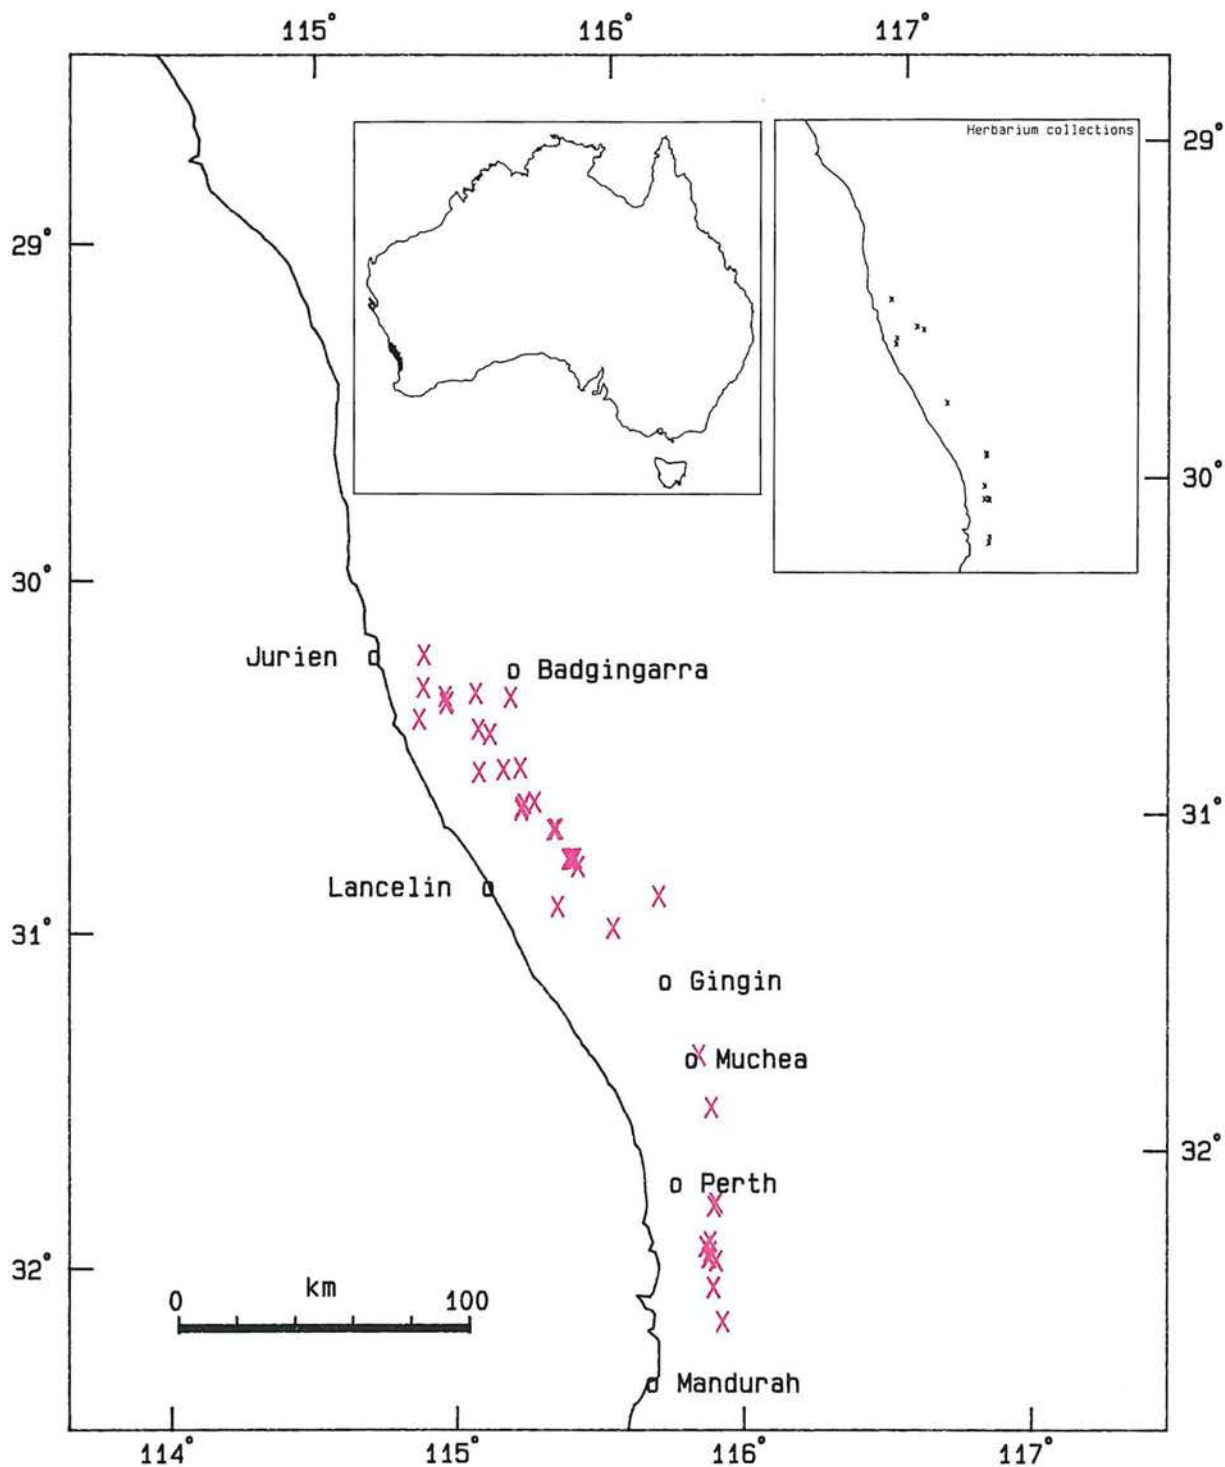 115° 116° 117°
Herbarium collections
29°
29°
30°
30°
Jurien
Badgingarra
31°
Lancelin
31°
Gingin
Muchea
32°
Perth
32°
km
0 100
Mandurah
114° 115° 116° 117°